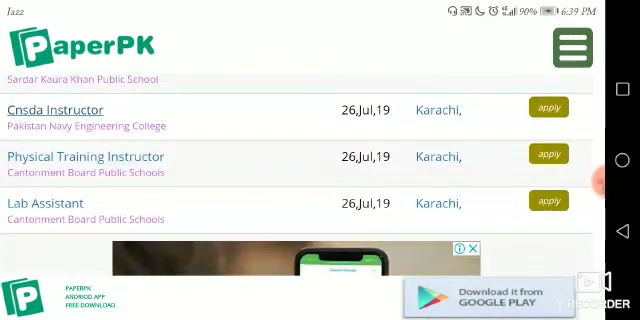 Jazz
90% 6:39 PM
PaperPK
Sardar Kaura Khan Public School
Cnsda Instructor 26,Jul,19 Karachi, apply
Pakistan Navy Engineering College
Physical Training Instructor 26,Jul,19 Karachi, apply
Cantonment Board Public Schools
Lab Assistant 26,Jul,19 Karachi, apply
Cantonment Board Public Schools
PAPERPK
ANDRIOD APP
FREE DOWNLOAD
Download it from
GOOGLE PLAY
V RECORDER